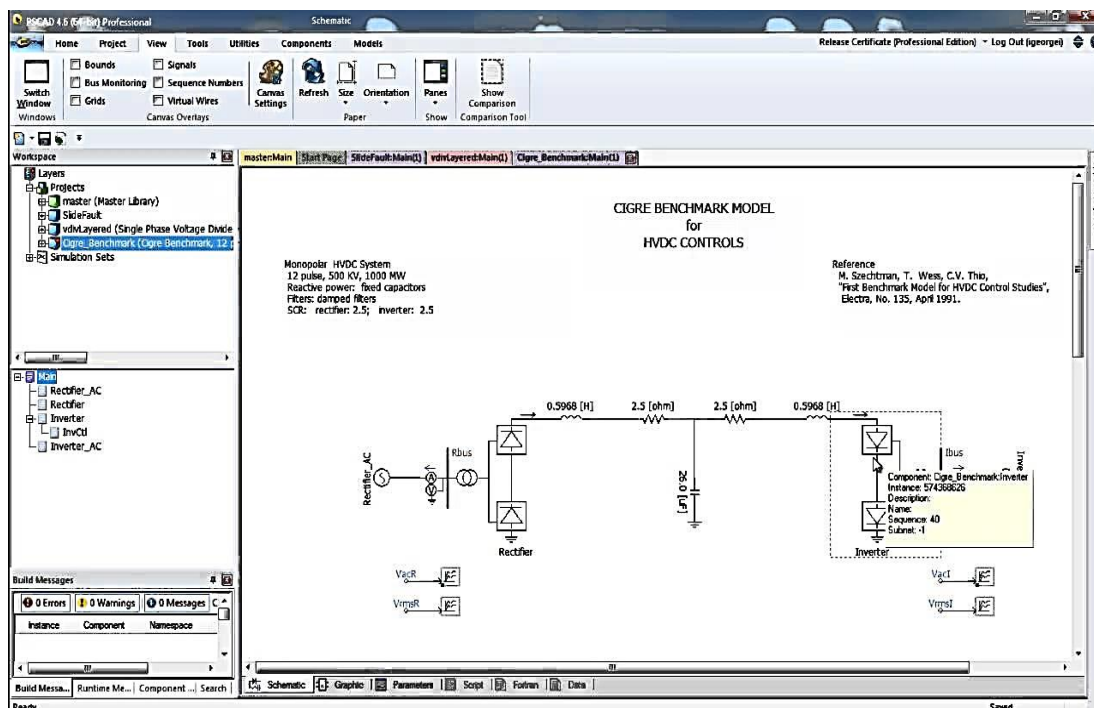 PSCAD 4.6 (64-bit) Professional
Schematic
Home Project View Tools Utilities Components Models
Release Certificate (Professional Edition) Log Out (igeorgei)
Switch Window
Bounds
Signals
Bus Monitoring
Sequence Numbers
Grids
Virtual Wires
Canvas Settings
Refresh
Size
Orientation
Panes
Show Comparison
Windows
Canvas Overlays
Paper
Show
Comparison Tool
Workspace
master:Main
Start Page
SlideFault:Main(1)
vdivLayered:Main(1)
Cigre_Benchmark:Main(1)
Layers
Projects
master (Master Library)
SlideFault
vdivLayered (Single Phase Voltage Divide
Cigre_Benchmark (Cigre Benchmark, 12 p
Simulation Sets
Main
Rectifier_AC
Rectifier
Inverter
InvCtl
Inverter_AC
CIGRE BENCHMARK MODEL
for
HVDC CONTROLS
Monopolar HVDC System
12 pulse, 500 KV, 1000 MW
Reactive power: fixed capacitors
Filters: damped filters
SCR: rectifier: 2.5; inverter: 2.5
Reference
M. Szechtman, T. Wess, C.V. Thio,
"First Benchmark Model for HVDC Control Studies",
Electra, No. 135, April 1991.
0.5968 [H]
2.5 [ohm]
2.5 [ohm]
0.5968 [H]
Rectifier_AC
Rbus
26.0 [uF]
Ibus
Inve
Component: Cigre_Benchmark:Inverter
Instance: 574368626
Description:
Name:
Sequence: 40
Subnet: -1
Rectifier
Inverter
VacR
VrmsR
VacI
VrmsI
Build Messages
0 Errors
0 Warnings
0 Messages
C
Instance
Component
Namespace
Build Messa...
Runtime Me...
Component ...
Search
Schematic
Graphic
Parameters
Script
Fortran
Data
Ready
Saved